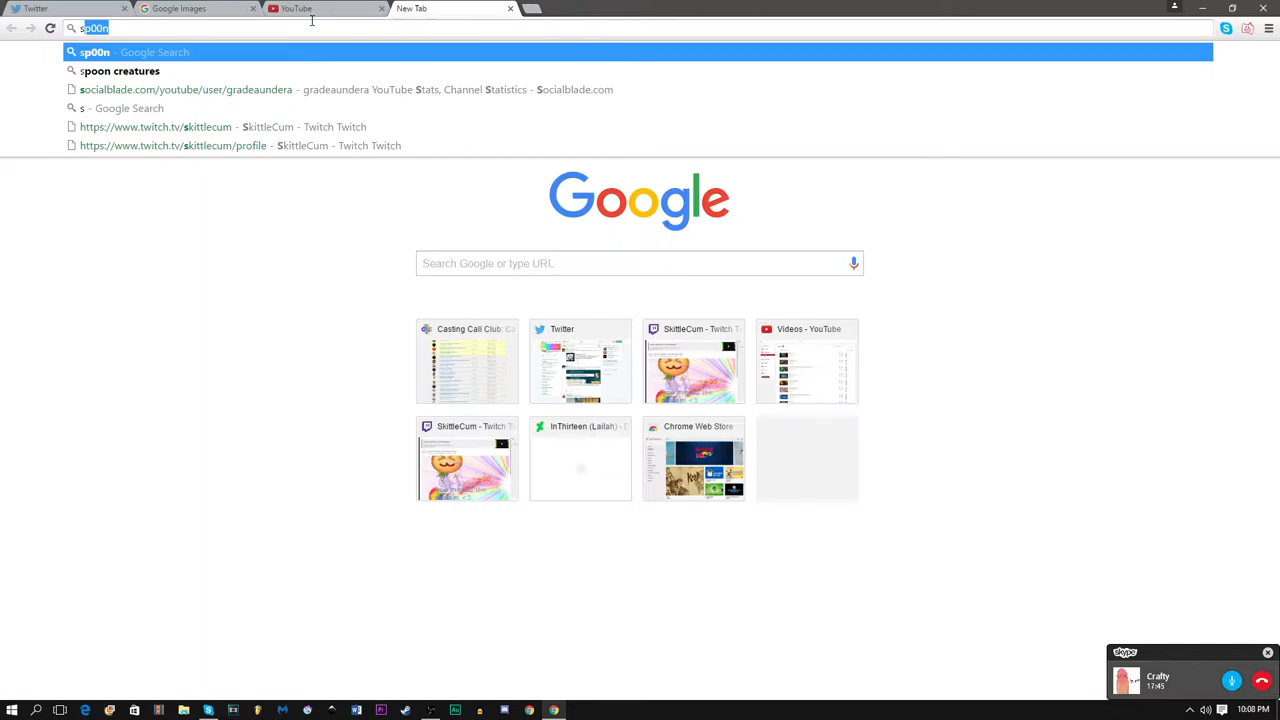 Twitter
Google Images
YouTube
New Tab
sp00n
sp00n - Google Search
spoon creatures
socialblade.com/youtube/user/gradeaundera - gradeaundera YouTube Stats, Channel Statistics - Socialblade.com
s - Google Search
https://www.twitch.tv/skittlecum - SkittleCum - Twitch Twitch
https://www.twitch.tv/skittlecum/profile - SkittleCum - Twitch Twitch
Google
Search Google or type URL
Casting Call Club: Ca
Twitter
SkittleCum - Twitch T
Videos - YouTube
SkittleCum - Twitch T
InThirteen (Lailah) - D
Chrome Web Store
skype
Crafty
17:45
10:08 PM